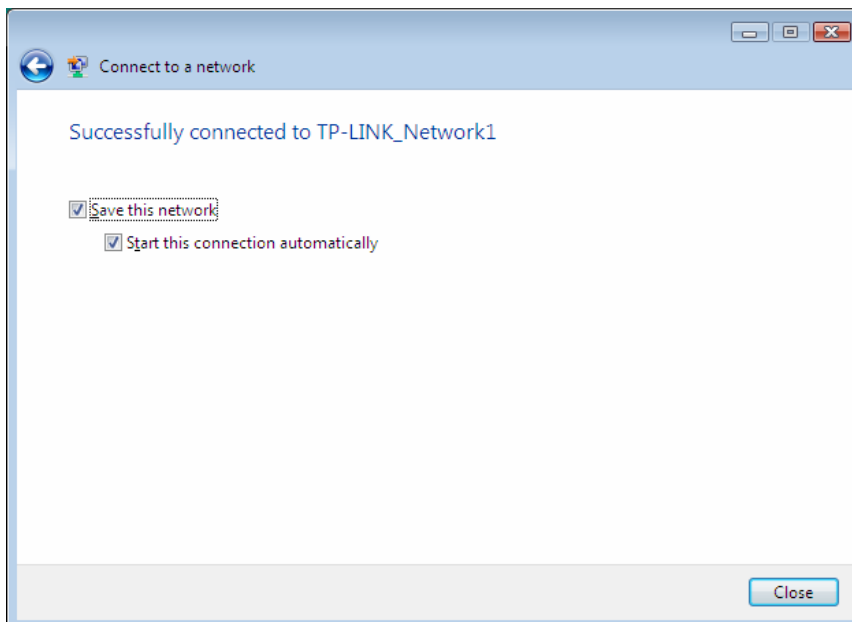 Connect to a network
Successfully connected to TP-LINK_Network1
Save this network
Start this connection automatically
Close